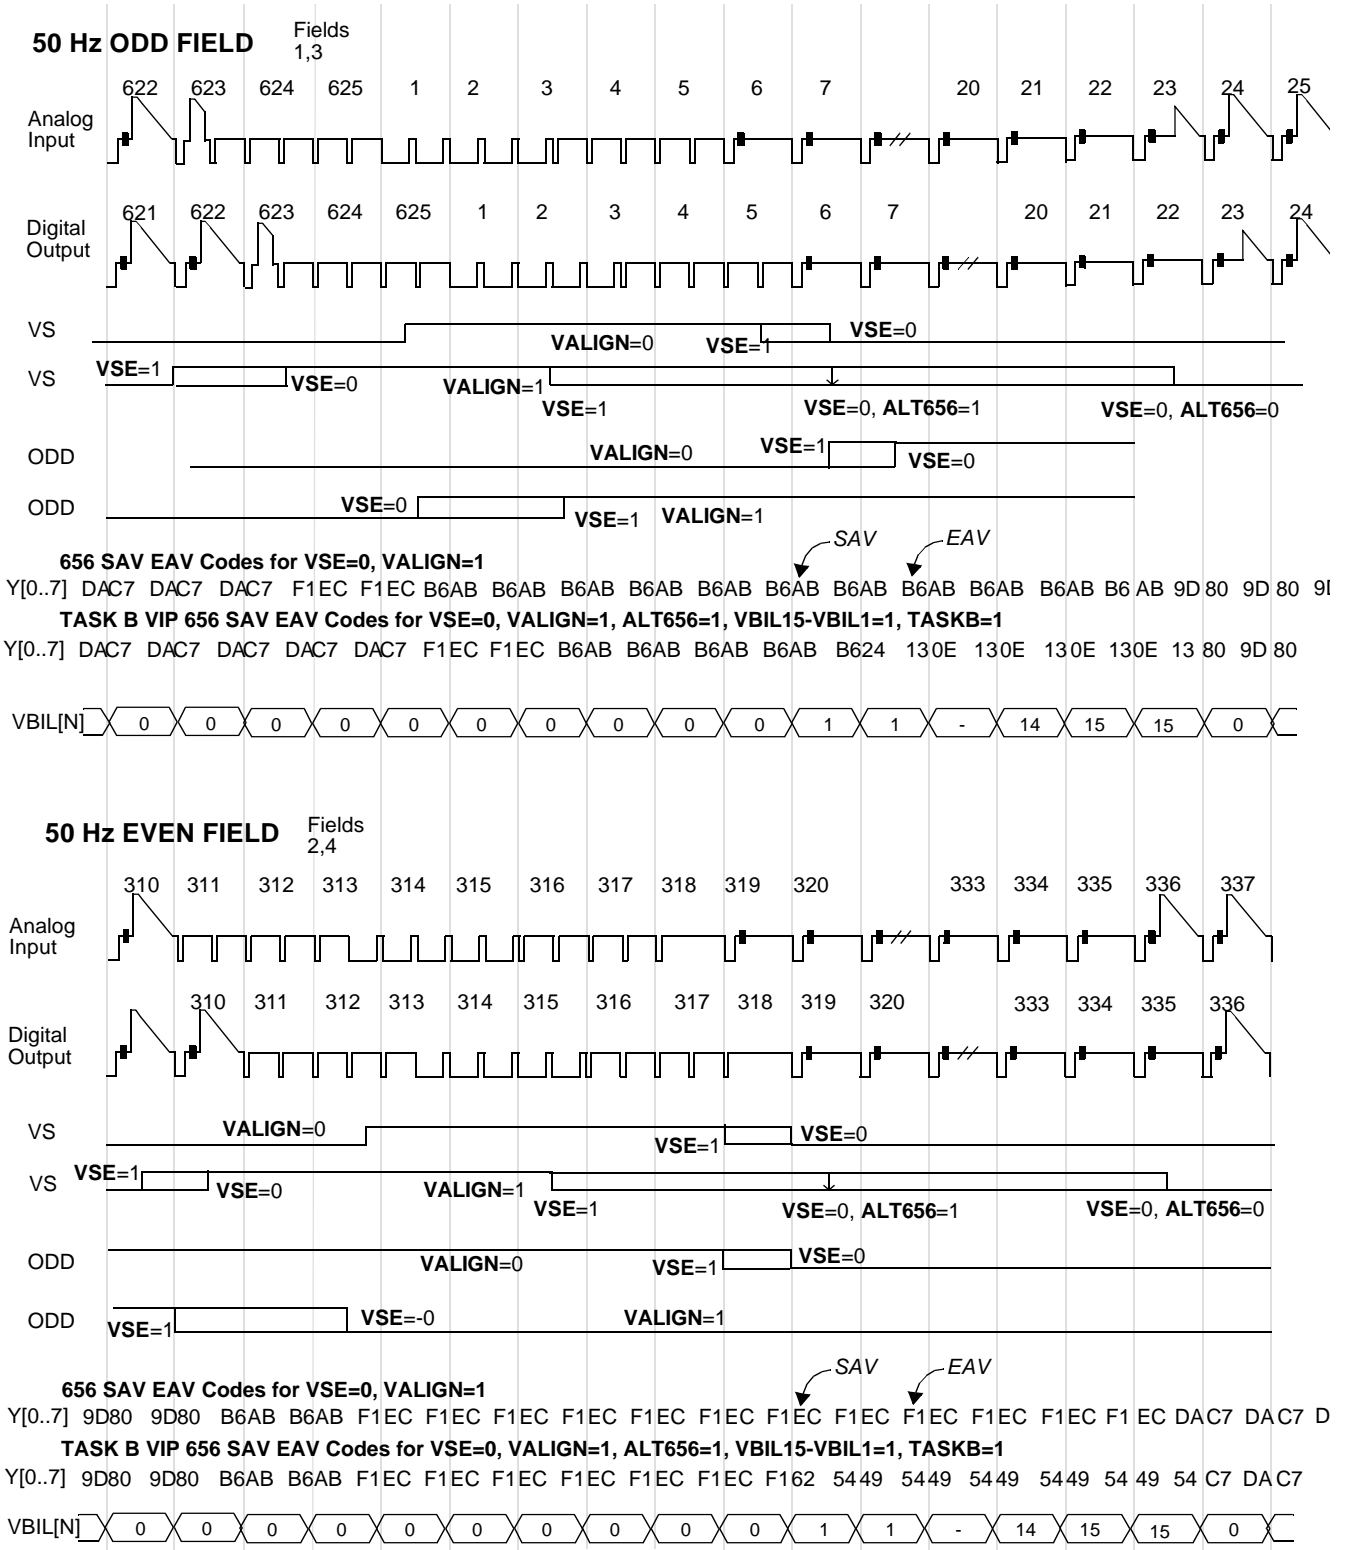 50 Hz ODD FIELD
Fields
1,3
622 623 624 625 1 2 3 4 5 6 7 20 21 22 23 24 25
Analog
Input
621 622 623 624 625 1 2 3 4 5 6 7 20 21 22 23 24
Digital
Output
VS
VALIGN=0 VSE=1 VSE=0
VS
VSE=1 VSE=0 VALIGN=1
VSE=1 VSE=0, ALT656=1 VSE=0, ALT656=0
ODD
VALIGN=0 VSE=1 VSE=0
ODD
VSE=0 VSE=1 VALIGN=1
SAV EAV
656 SAV EAV Codes for VSE=0, VALIGN=1
Y[0..7] DAC7 DAC7 DAC7 F1EC F1EC B6AB B6AB B6AB B6AB B6AB B6AB B6AB B6AB B6AB B6AB B6 AB 9D 80 9D 80 9D
TASK B VIP 656 SAV EAV Codes for VSE=0, VALIGN=1, ALT656=1, VBIL15-VBIL1=1, TASKB=1
Y[0..7] DAC7 DAC7 DAC7 DAC7 DAC7 F1EC F1EC B6AB B6AB B6AB B6AB B624 130E 130E 130E 130E 13 80 9D 80
VBIL[N] 0 0 0 0 0 0 0 0 0 0 1 1 - 14 15 15 0
50 Hz EVEN FIELD
Fields
2,4
310 311 312 313 314 315 316 317 318 319 320 333 334 335 336 337
Analog
Input
310 311 312 313 314 315 316 317 318 319 320 333 334 335 336
Digital
Output
VS
VALIGN=0 VSE=1 VSE=0
VS
VSE=1 VSE=0 VALIGN=1
VSE=1 VSE=0, ALT656=1 VSE=0, ALT656=0
ODD
VALIGN=0 VSE=1 VSE=0
ODD
VSE=1 VSE=-0 VALIGN=1
SAV EAV
656 SAV EAV Codes for VSE=0, VALIGN=1
Y[0..7] 9D80 9D80 B6AB B6AB F1EC F1EC F1EC F1EC F1EC F1EC F1EC F1EC F1EC F1EC F1EC F1 EC DAC7 DAC7 D
TASK B VIP 656 SAV EAV Codes for VSE=0, VALIGN=1, ALT656=1, VBIL15-VBIL1=1, TASKB=1
Y[0..7] 9D80 9D80 B6AB B6AB F1EC F1EC F1EC F1EC F1EC F1EC F162 5449 5449 5449 5449 54 49 54 C7 DAC7
VBIL[N] 0 0 0 0 0 0 0 0 0 0 1 1 - 14 15 15 0